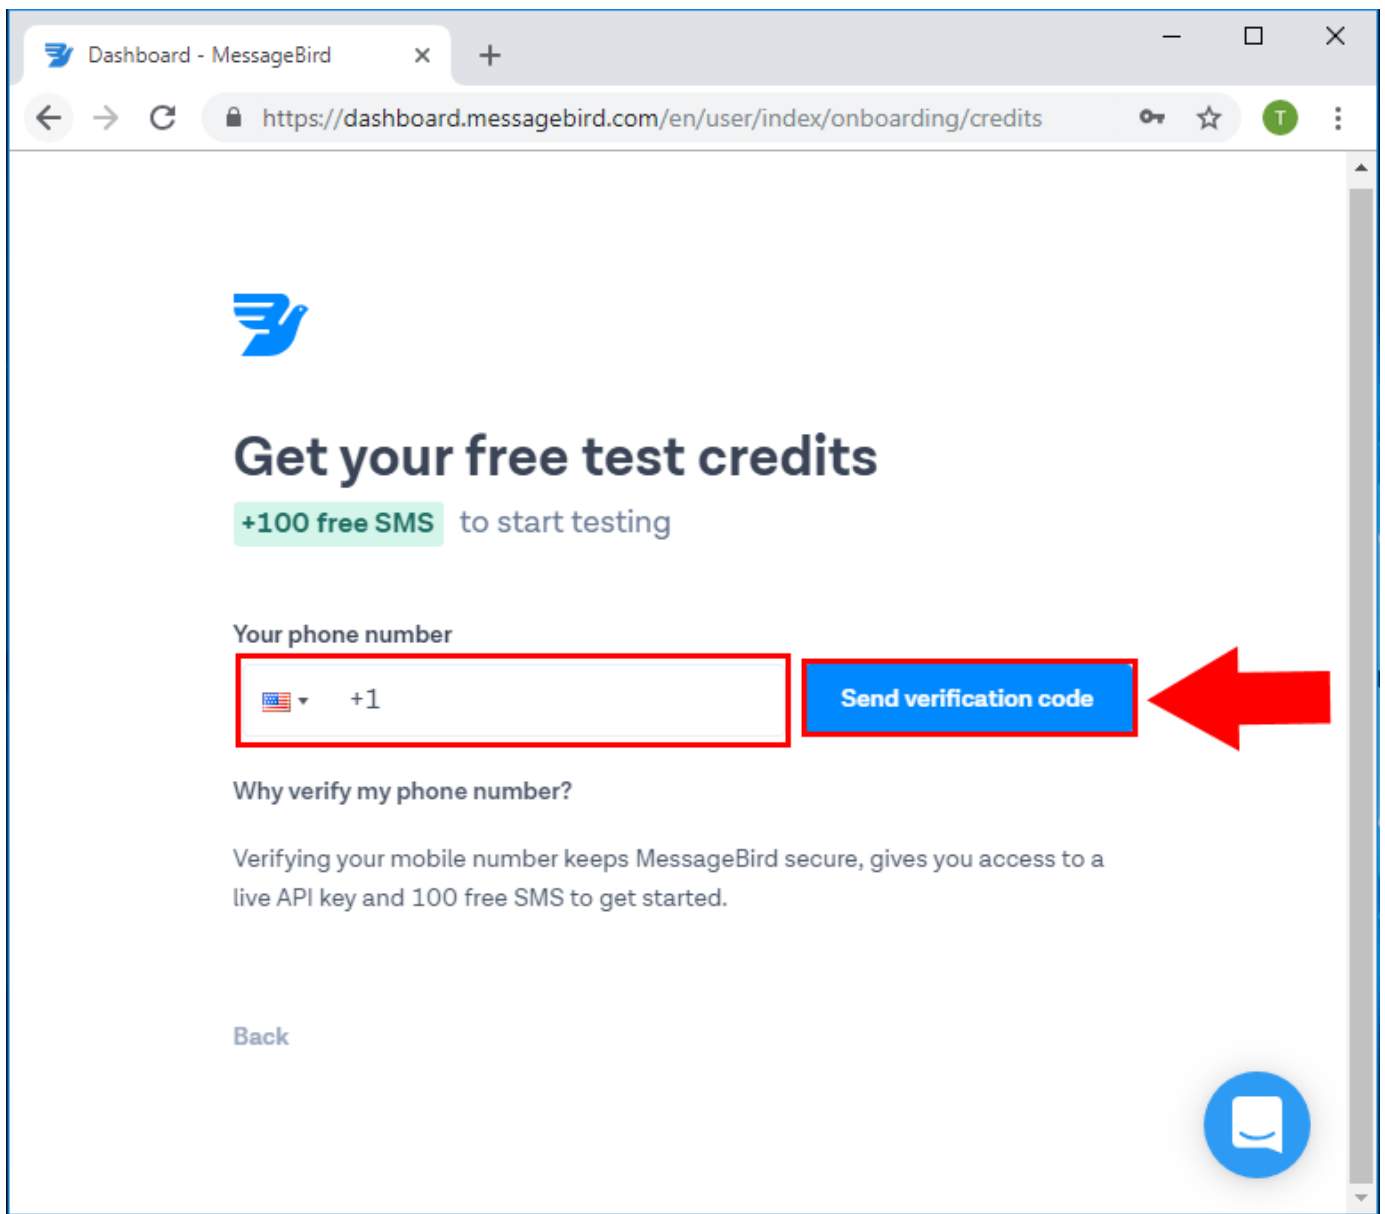 Dashboard - MessageBird
https://dashboard.messagebird.com/en/user/index/onboarding/credits
T
Get your free test credits
+100 free SMS to start testing
Your phone number
+1
Send verification code
Why verify my phone number?
Verifying your mobile number keeps MessageBird secure, gives you access to a
live API key and 100 free SMS to get started.
Back